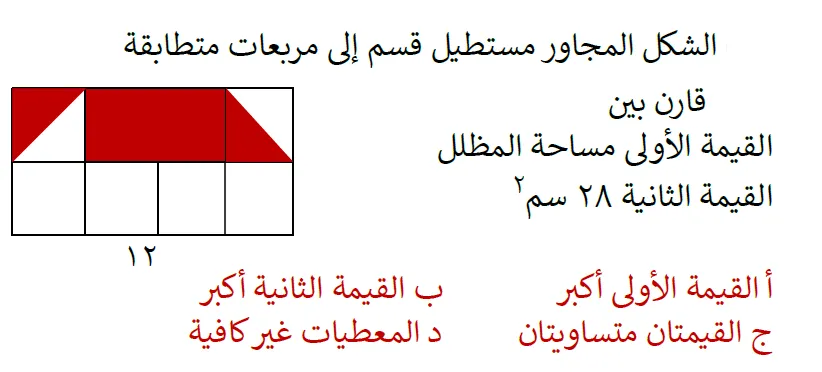 الشكل المجاور مستطيل قسم إلى مربعات متطابقة
قارن بين
القيمة الأولى مساحة المظلل
القيمة الثانية ٢٨ سم٢
١٢
أ القيمة الأولى أكبر
ب القيمة الثانية أكبر
ج القيمتان متساويتان
د المعطيات غير كافية